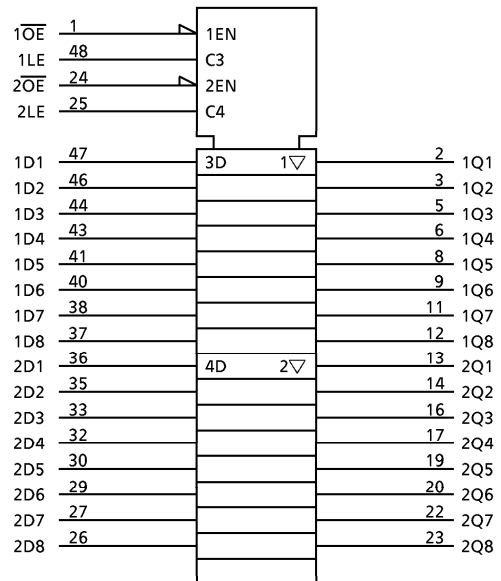 1O̅E̅ 1 1EN
1LE 48 C3
2O̅E̅ 24 2EN
2LE 25 C4
1D1 47 3D 1▽ 2 1Q1
1D2 46 3 1Q2
1D3 44 5 1Q3
1D4 43 6 1Q4
1D5 41 8 1Q5
1D6 40 9 1Q6
1D7 38 11 1Q7
1D8 37 12 1Q8
2D1 36 4D 2▽ 13 2Q1
2D2 35 14 2Q2
2D3 33 16 2Q3
2D4 32 17 2Q4
2D5 30 19 2Q5
2D6 29 20 2Q6
2D7 27 22 2Q7
2D8 26 23 2Q8